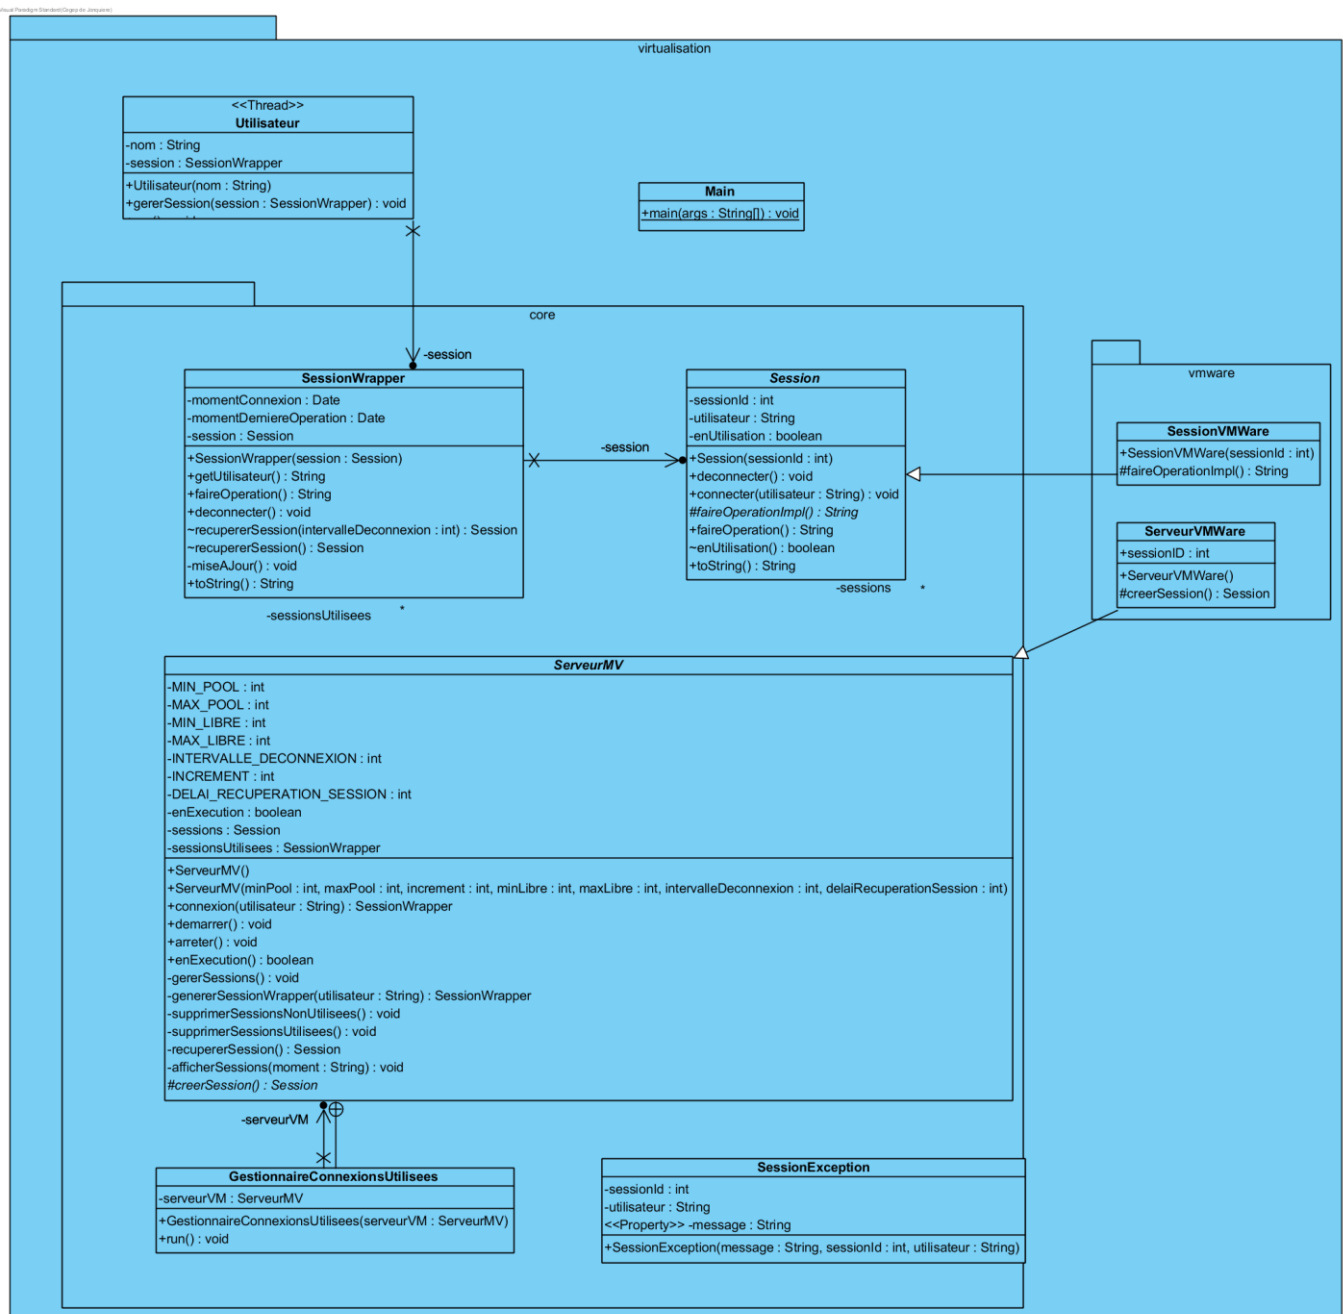 Visual Paradigm Standard(Cegep de Jonquiere)
virtualisation
<<Thread>>
Utilisateur
-nom : String
-session : SessionWrapper
+Utilisateur(nom : String)
+gererSession(session : SessionWrapper) : void
Main
+main(args : String[]) : void
core
-session
SessionWrapper
-momentConnexion : Date
-momentDerniereOperation : Date
-session : Session
+SessionWrapper(session : Session)
+getUtilisateur() : String
+faireOperation() : String
+deconnecter() : void
~recupererSession(intervalleDeconnexion : int) : Session
~recupererSession() : Session
-miseAJour() : void
+toString() : String
-sessionsUtilisees *
-session
Session
-sessionId : int
-utilisateur : String
-enUtilisation : boolean
+Session(sessionId : int)
+deconnecter() : void
+connecter(utilisateur : String) : void
#faireOperationImpl() : String
+faireOperation() : String
~enUtilisation() : boolean
+toString() : String
-sessions *
vmware
SessionVMWare
+SessionVMWare(sessionId : int)
#faireOperationImpl() : String
ServeurVMWare
+sessionID : int
+ServeurVMWare()
#creerSession() : Session
ServeurMV
-MIN_POOL : int
-MAX_POOL : int
-MIN_LIBRE : int
-MAX_LIBRE : int
-INTERVALLE_DECONNEXION : int
-INCREMENT : int
-DELAI_RECUPERATION_SESSION : int
-enExecution : boolean
-sessions : Session
-sessionsUtilisees : SessionWrapper
+ServeurMV()
+ServeurMV(minPool : int, maxPool : int, increment : int, minLibre : int, maxLibre : int, intervalleDeconnexion : int, delaiRecuperationSession : int)
+connexion(utilisateur : String) : SessionWrapper
+demarrer() : void
+arreter() : void
+enExecution() : boolean
-gererSessions() : void
-genererSessionWrapper(utilisateur : String) : SessionWrapper
-supprimerSessionsNonUtilisees() : void
-supprimerSessionsUtilisees() : void
-recupererSession() : Session
-afficherSessions(moment : String) : void
#creerSession() : Session
-serveurVM
GestionnaireConnexionsUtilisees
-serveurVM : ServeurMV
+GestionnaireConnexionsUtilisees(serveurVM : ServeurMV)
+run() : void
SessionException
-sessionId : int
-utilisateur : String
<<Property>> -message : String
+SessionException(message : String, sessionId : int, utilisateur : String)